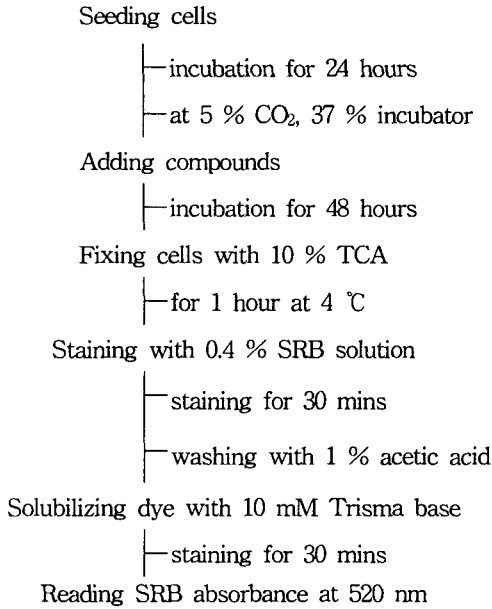 Seeding cells
incubation for 24 hours
at 5 % CO₂, 37 % incubator
Adding compounds
incubation for 48 hours
Fixing cells with 10 % TCA
for 1 hour at 4 ℃
Staining with 0.4 % SRB solution
staining for 30 mins
washing with 1 % acetic acid
Solubilizing dye with 10 mM Trisma base
staining for 30 mins
Reading SRB absorbance at 520 nm